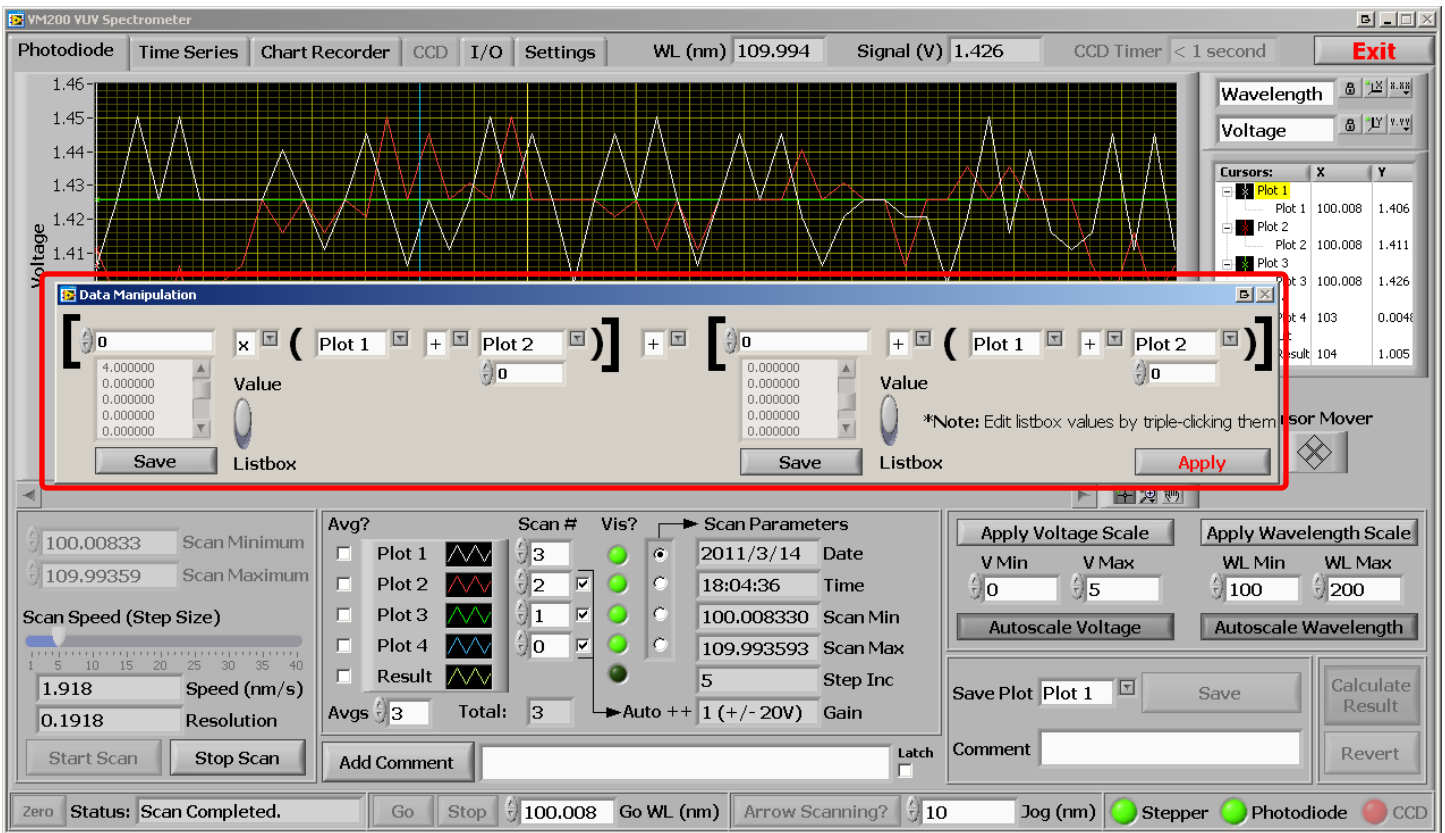 VM200 VUV Spectrometer
Photodiode Time Series Chart Recorder CCD I/O Settings WL (nm) 109.994 Signal (V) 1.426 CCD Timer < 1 second Exit
1.46
1.45
1.44
1.43
1.42
1.41
Voltage
Wavelength X.XX
Voltage Y.YY
Cursors: X Y
Plot 1
Plot 1 100.008 1.406
Plot 2
Plot 2 100.008 1.411
Plot 3
Plot 3 100.008 1.426
Plot 4 103 0.0048
Result 104 1.005
Data Manipulation
[ 0 x ( Plot 1 + Plot 2 ) ] + [ 0 + ( Plot 1 + Plot 2 ) ]
0 0
4.000000
0.000000
0.000000
0.000000
0.000000
Value
Listbox
Save
0.000000
0.000000
0.000000
0.000000
0.000000
Value
Listbox
Save
*Note: Edit listbox values by triple-clicking them
Apply
sor Mover
100.00833 Scan Minimum
109.99359 Scan Maximum
Scan Speed (Step Size)
1 5 10 15 20 25 30 35 40
1.918 Speed (nm/s)
0.1918 Resolution
Start Scan Stop Scan
Avg? Scan # Vis? Scan Parameters
Plot 1 3 2011/3/14 Date
Plot 2 2 18:04:36 Time
Plot 3 1 100.008330 Scan Min
Plot 4 0 109.993593 Scan Max
Result 5 Step Inc
Avgs 3 Total: 3 Auto ++ 1 (+/- 20V) Gain
Add Comment Latch
Apply Voltage Scale Apply Wavelength Scale
V Min V Max WL Min WL Max
0 5 100 200
Autoscale Voltage Autoscale Wavelength
Save Plot Plot 1 Save
Comment
Calculate
Result
Revert
Zero Status: Scan Completed. Go Stop 100.008 Go WL (nm) Arrow Scanning? 10 Jog (nm) Stepper Photodiode CCD